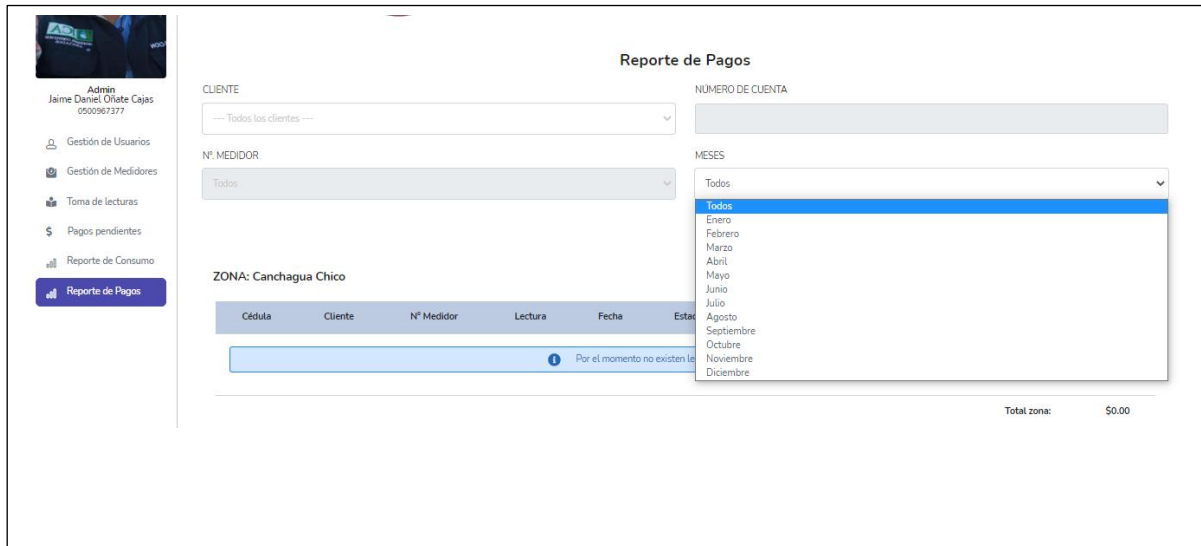 Reporte de Pagos
Admin
Jaime Daniel Oñate Cajas
0500967377
Gestión de Usuarios
Gestión de Medidores
Toma de lecturas
$ Pagos pendientes
Reporte de Consumo
Reporte de Pagos
CLIENTE
--- Todos los clientes ---
NÚMERO DE CUENTA
Nº. MEDIDOR
Todos
MESES
Todos
Todos
Enero
Febrero
Marzo
Abril
Mayo
Junio
Julio
Agosto
Septiembre
Octubre
Noviembre
Diciembre
ZONA: Canchagua Chico
Cédula Cliente N° Medidor Lectura Fecha Estad
Por el momento no existen le
Total zona: $0.00